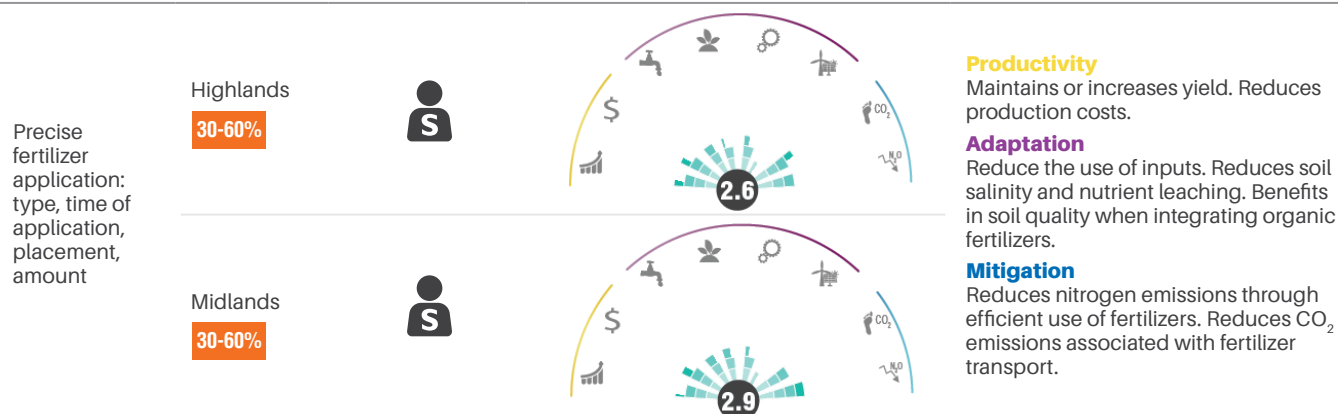 Precise
fertilizer
application:
type, time of
application,
placement,
amount
Highlands
30-60%
S
$
CO2
N2O
2.6
Midlands
30-60%
S
$
CO2
N2O
2.9
Productivity
Maintains or increases yield. Reduces
production costs.
Adaptation
Reduce the use of inputs. Reduces soil
salinity and nutrient leaching. Benefits
in soil quality when integrating organic
fertilizers.
Mitigation
Reduces nitrogen emissions through
efficient use of fertilizers. Reduces CO2
emissions associated with fertilizer
transport.